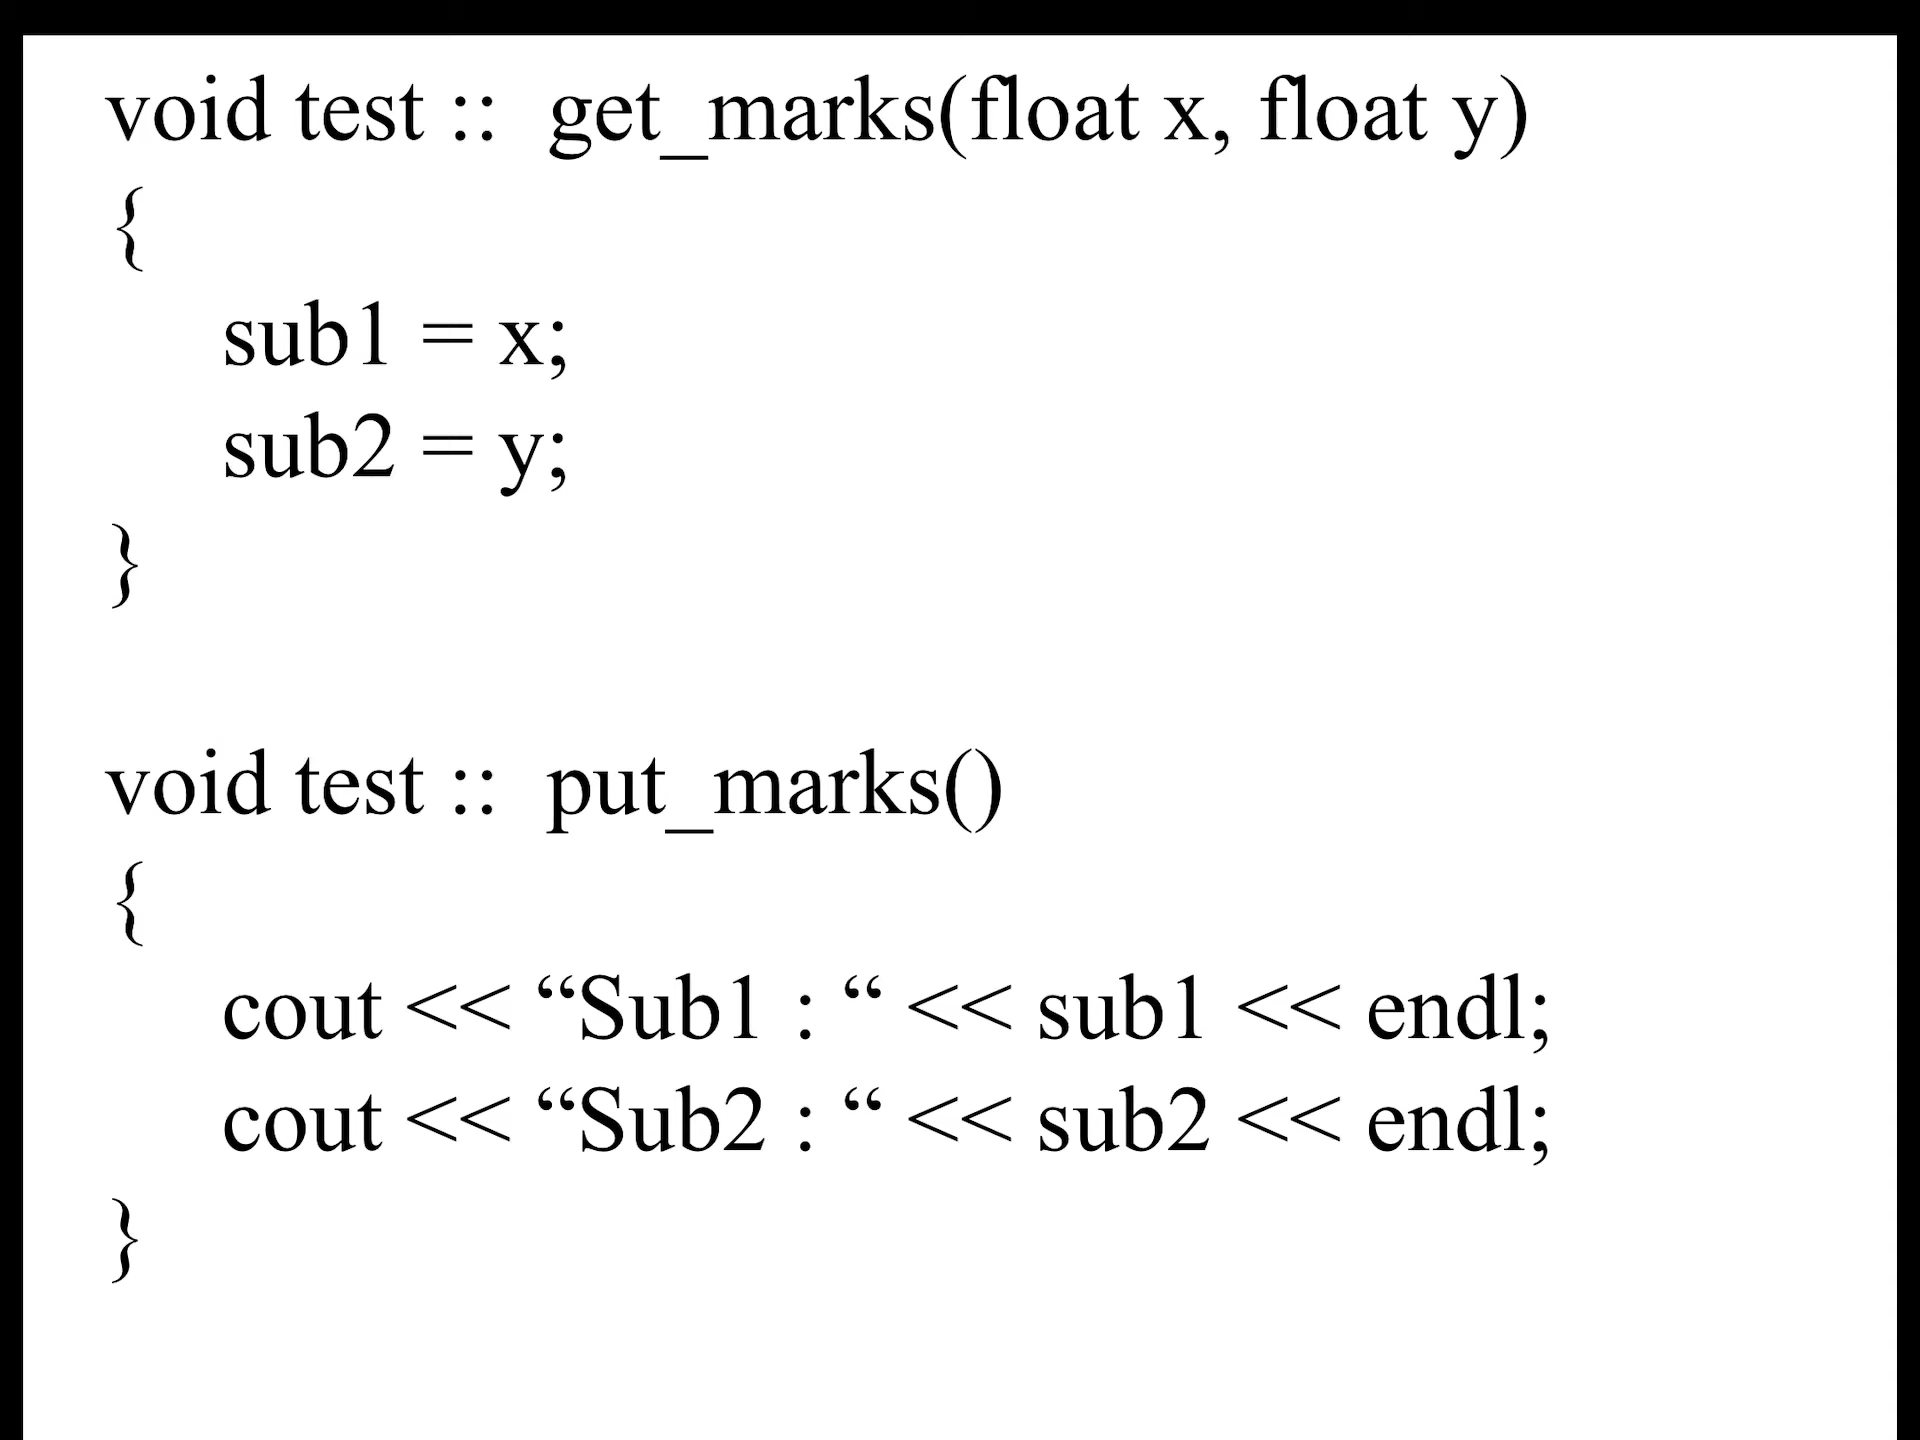 void test ::  get_marks(float x, float y)
{
sub1 = x;
sub2 = y;
}
void test ::  put_marks()
{
cout << “Sub1 : “ << sub1 << endl;
cout << “Sub2 : “ << sub2 << endl;
}